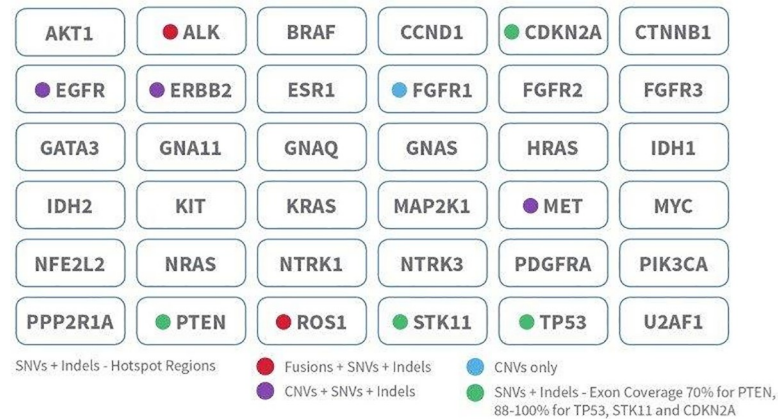 AKT1 ALK BRAF CCND1 CDKN2A CTNNB1
EGFR ERBB2 ESR1 FGFR1 FGFR2 FGFR3
GATA3 GNA11 GNAQ GNAS HRAS IDH1
IDH2 KIT KRAS MAP2K1 MET MYC
NFE2L2 NRAS NTRK1 NTRK3 PDGFRA PIK3CA
PPP2R1A PTEN ROS1 STK11 TP53 U2AF1
SNVs + Indels - Hotspot Regions
Fusions + SNVs + Indels
CNVs + SNVs + Indels
CNVs only
SNVs + Indels - Exon Coverage 70% for PTEN,
88-100% for TP53, STK11 and CDKN2A